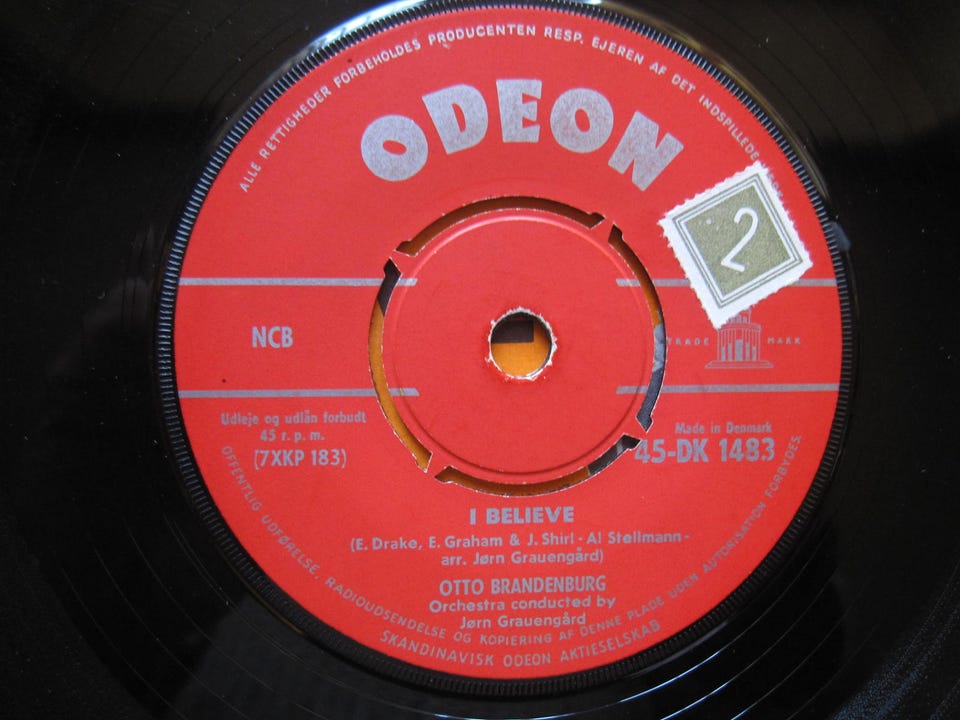 ALLE RETTIGHEDER FORBEHOLDES PRODUCENTEN RESP. EJEREN AF DET INDSPILLEDE
ODEON
2
NCB
TRADE MARK
Udleje og udlån forbudt
45 r.p.m.
(7XKP 183)
Made in Denmark
45-DK 1483
I BELIEVE
(E. Drake, E. Graham & J. Shirl - Al Stellmann -
arr. Jørn Grauengård)
OTTO BRANDENBURG
Orchestra conducted by
Jørn Grauengård
OFFENTLIG UDFØRELSE, RADIOUDSENDELSE OG KOPIERING AF DENNE PLADE UDEN AUTORISATION FORBYDES.
SKANDINAVISK ODEON AKTIESELSKAB